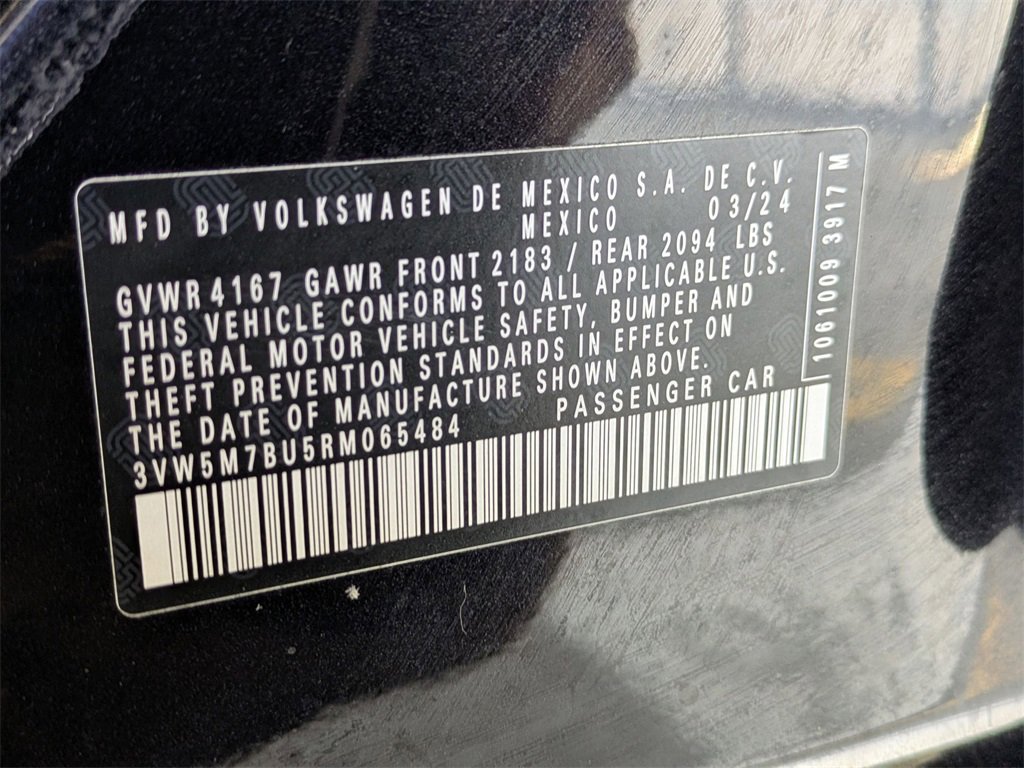 MFD BY VOLKSWAGEN DE MEXICO S.A. DE C.V.
MEXICO 03/24
GVWR 4167 GAWR FRONT 2183 / REAR 2094 LBS
THIS VEHICLE CONFORMS TO ALL APPLICABLE U.S.
FEDERAL MOTOR VEHICLE SAFETY, BUMPER AND
THEFT PREVENTION STANDARDS IN EFFECT ON
THE DATE OF MANUFACTURE SHOWN ABOVE.
3VW5M7BU5RM065484 PASSENGER CAR
1061009 3917 M